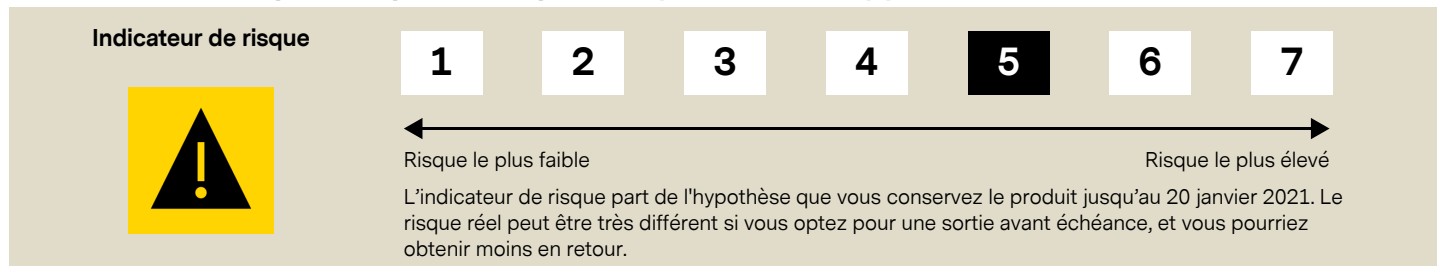 Indicateur de risque
1 2 3 4 5 6 7
Risque le plus faible Risque le plus élevé
L’indicateur de risque part de l'hypothèse que vous conservez le produit jusqu’au 20 janvier 2021. Le
risque réel peut être très différent si vous optez pour une sortie avant échéance, et vous pourriez
obtenir moins en retour.